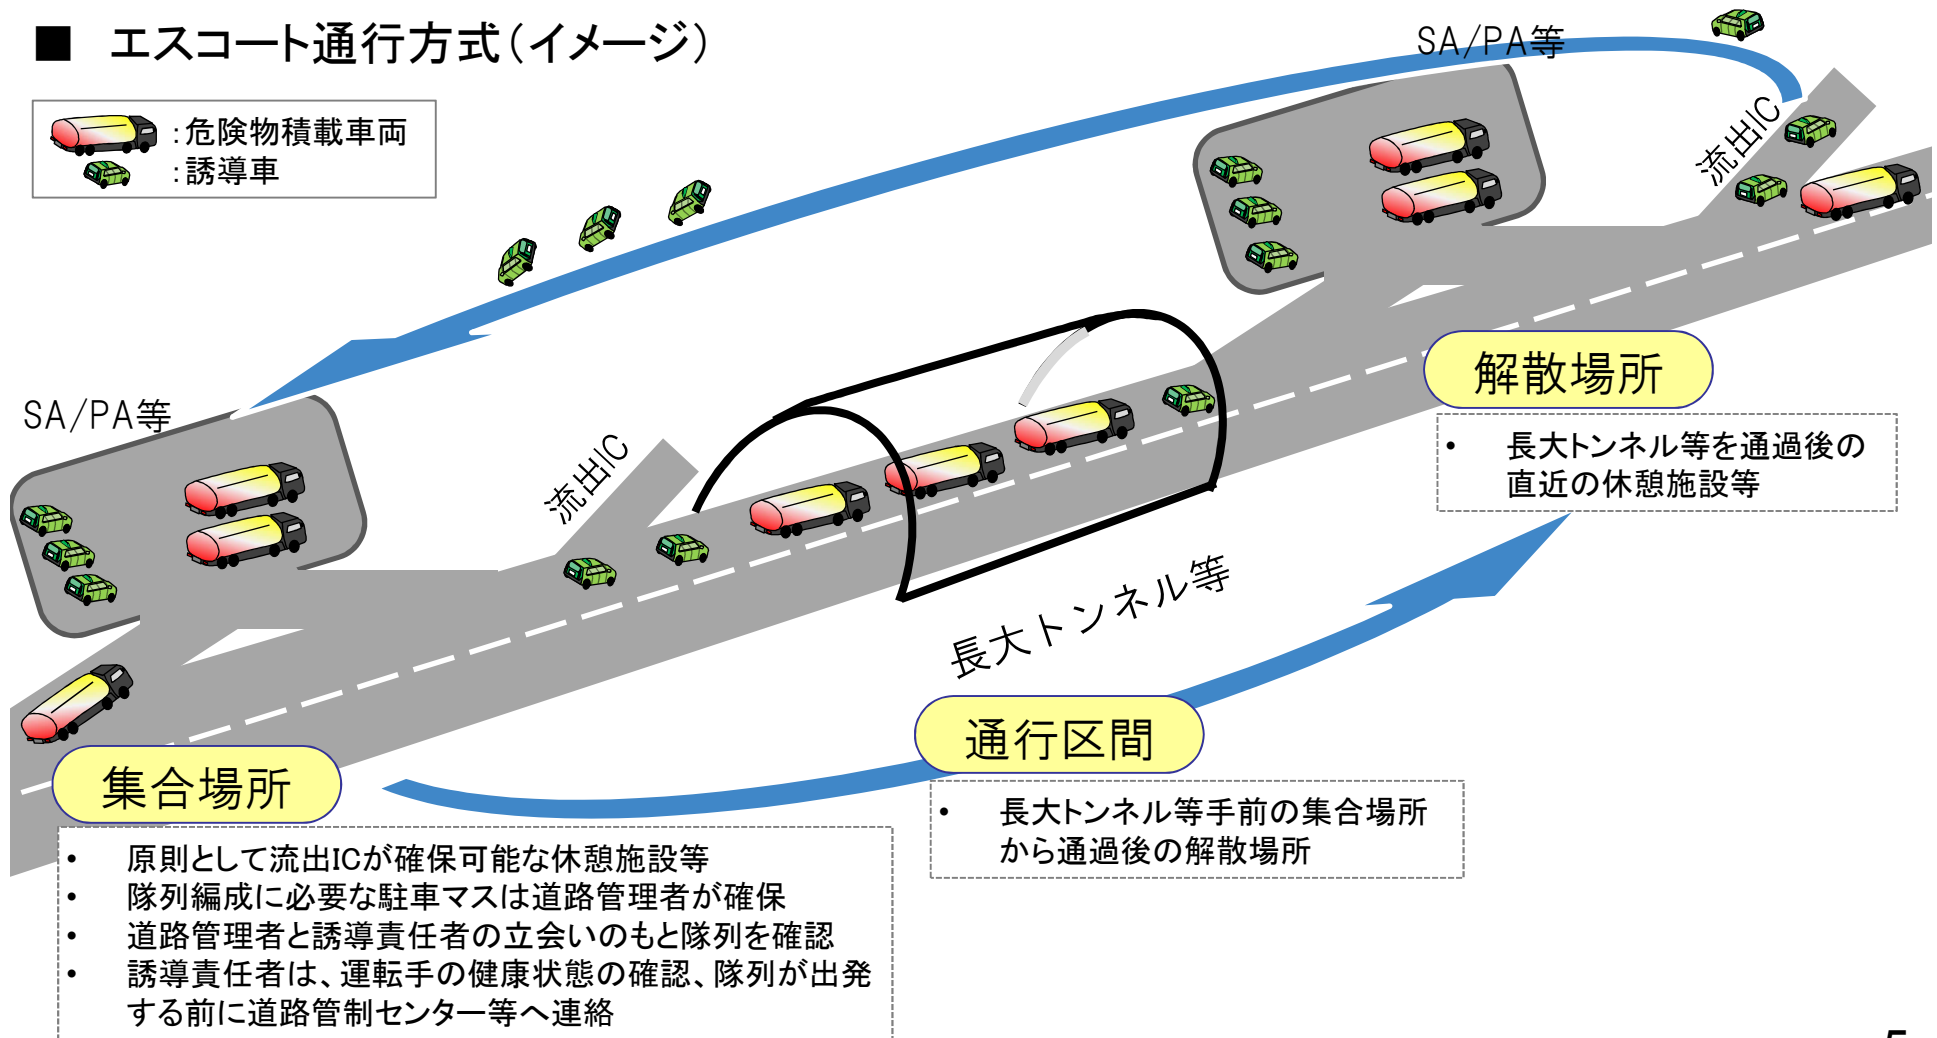 ■ エスコート通行方式(イメージ)
:危険物積載車両
:誘導車
SA/PA等
流出IC
SA/PA等
流出IC
長大トンネル等
解散場所
• 長大トンネル等を通過後の
直近の休憩施設等
通行区間
• 長大トンネル等手前の集合場所
から通過後の解散場所
集合場所
• 原則として流出ICが確保可能な休憩施設等
• 隊列編成に必要な駐車マスは道路管理者が確保
• 道路管理者と誘導責任者の立会いのもと隊列を確認
• 誘導責任者は、運転手の健康状態の確認、隊列が出発
する前に道路管制センター等へ連絡